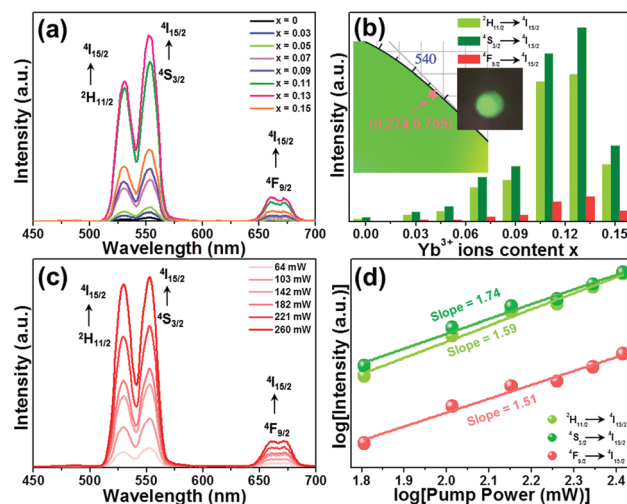 (a)
⁴I₁₅/₂
⁴I₁₅/₂
²H₁₁/₂
⁴S₃/₂
⁴I₁₅/₂
⁴F₉/₂
x = 0
x = 0.03
x = 0.05
x = 0.07
x = 0.09
x = 0.11
x = 0.13
x = 0.15
Intensity (a.u.)
450 500 550 600 650 700
Wavelength (nm)
(b)
²H₁₁/₂→⁴I₁₅/₂
⁴S₃/₂→⁴I₁₅/₂
⁴F₉/₂→⁴I₁₅/₂
540
(0.274,0.705)
Intensity (a.u.)
0.00 0.03 0.05 0.07 0.09 0.11 0.13 0.15
Yb³⁺ ions content x
(c)
⁴I₁₅/₂
⁴I₁₅/₂
²H₁₁/₂
⁴S₃/₂
⁴I₁₅/₂
⁴F₉/₂
64 mW
103 mW
142 mW
182 mW
221 mW
260 mW
Intensity (a.u.)
450 500 550 600 650 700
Wavelength (nm)
(d)
Slope = 1.74
Slope = 1.59
Slope = 1.51
²H₁₁/₂→⁴I₁₅/₂
⁴S₃/₂→⁴I₁₅/₂
⁴F₉/₂→⁴I₁₅/₂
log[Intensity (a.u.)]
1.8 1.9 2.0 2.1 2.2 2.3 2.4
log[Pump Power (mW)]